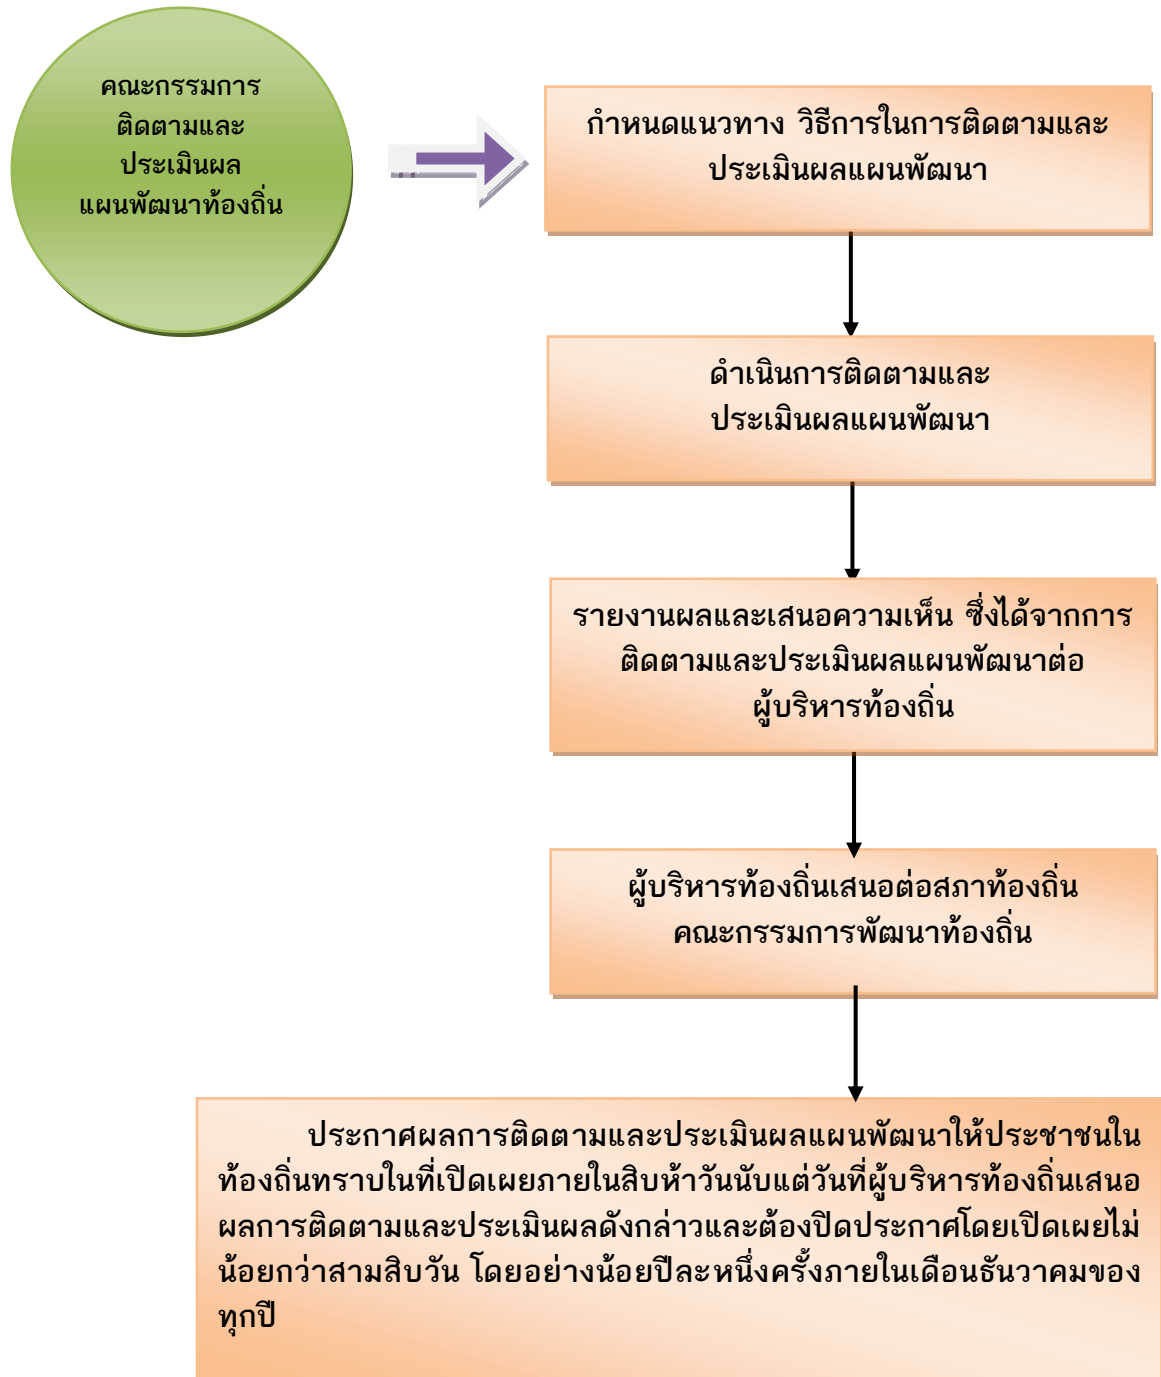 คณะกรรมการ
ติดตามและ
ประเมินผล
แผนพัฒนาท้องถิ่น
กำหนดแนวทาง วิธีการในการติดตามและ
ประเมินผลแผนพัฒนา
ดำเนินการติดตามและ
ประเมินผลแผนพัฒนา
รายงานผลและเสนอความเห็น ซึ่งได้จากการ
ติดตามและประเมินผลแผนพัฒนาต่อ
ผู้บริหารท้องถิ่น
ผู้บริหารท้องถิ่นเสนอต่อสภาท้องถิ่น
คณะกรรมการพัฒนาท้องถิ่น
ประกาศผลการติดตามและประเมินผลแผนพัฒนาให้ประชาชนใน
ท้องถิ่นทราบในที่เปิดเผยภายในสิบห้าวันนับแต่วันที่ผู้บริหารท้องถิ่นเสนอ
ผลการติดตามและประเมินผลดังกล่าวและต้องปิดประกาศโดยเปิดเผยไม่
น้อยกว่าสามสิบวัน โดยอย่างน้อยปีละหนึ่งครั้งภายในเดือนธันวาคมของ
ทุกปี